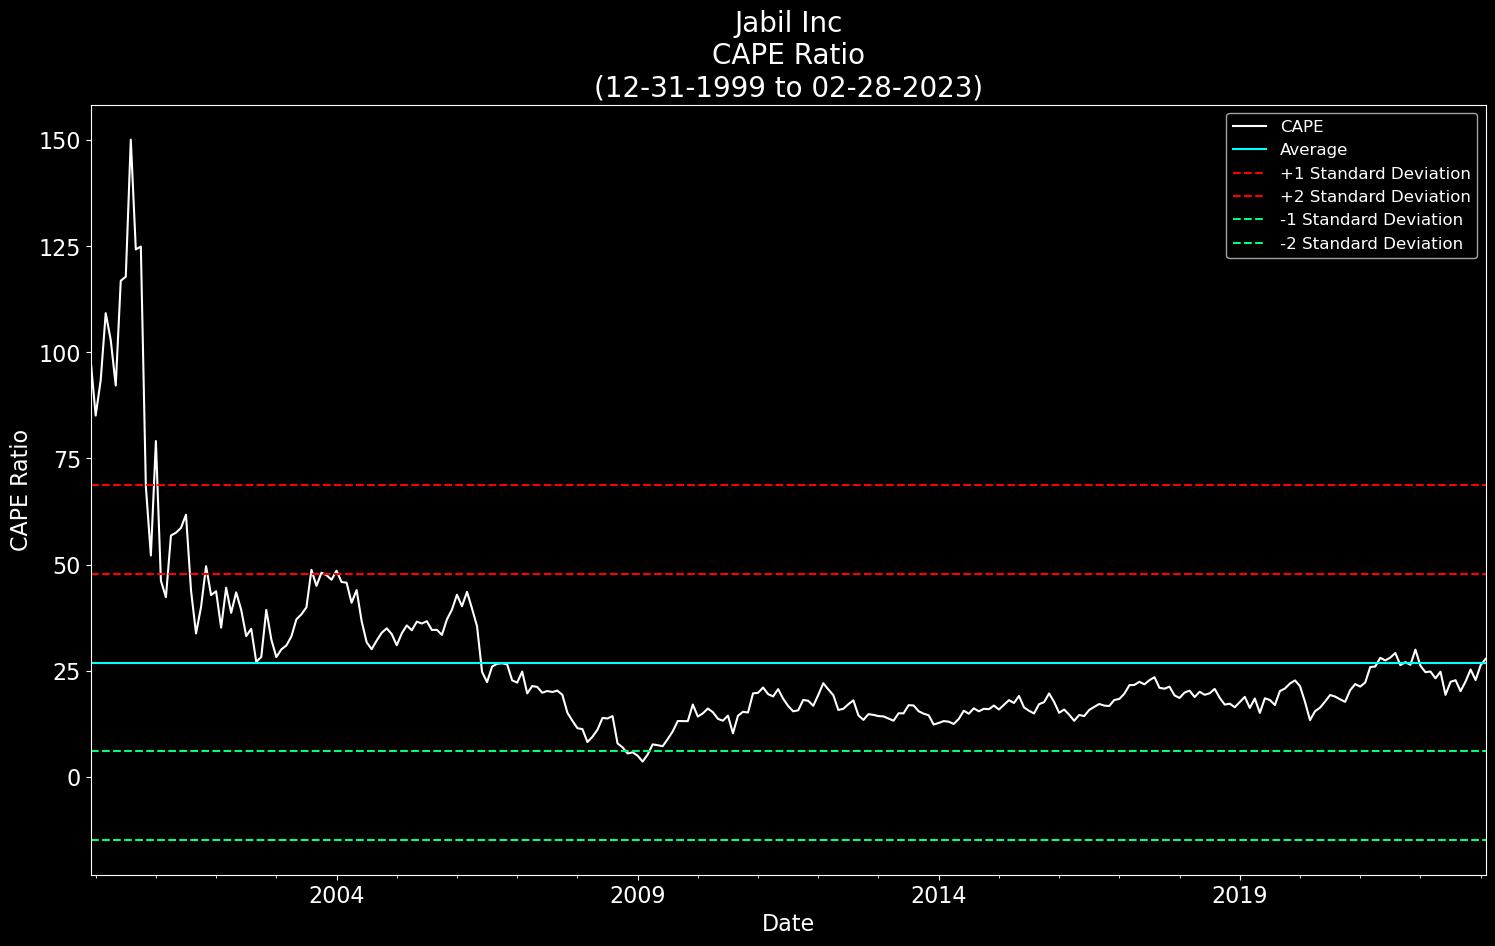 Jabil Inc
CAPE Ratio
(12-31-1999 to 02-28-2023)
CAPE
Average
+1 Standard Deviation
+2 Standard Deviation
-1 Standard Deviation
-2 Standard Deviation
150
125
100
75
50
25
0
CAPE Ratio
2004
2009
2014
2019
Date